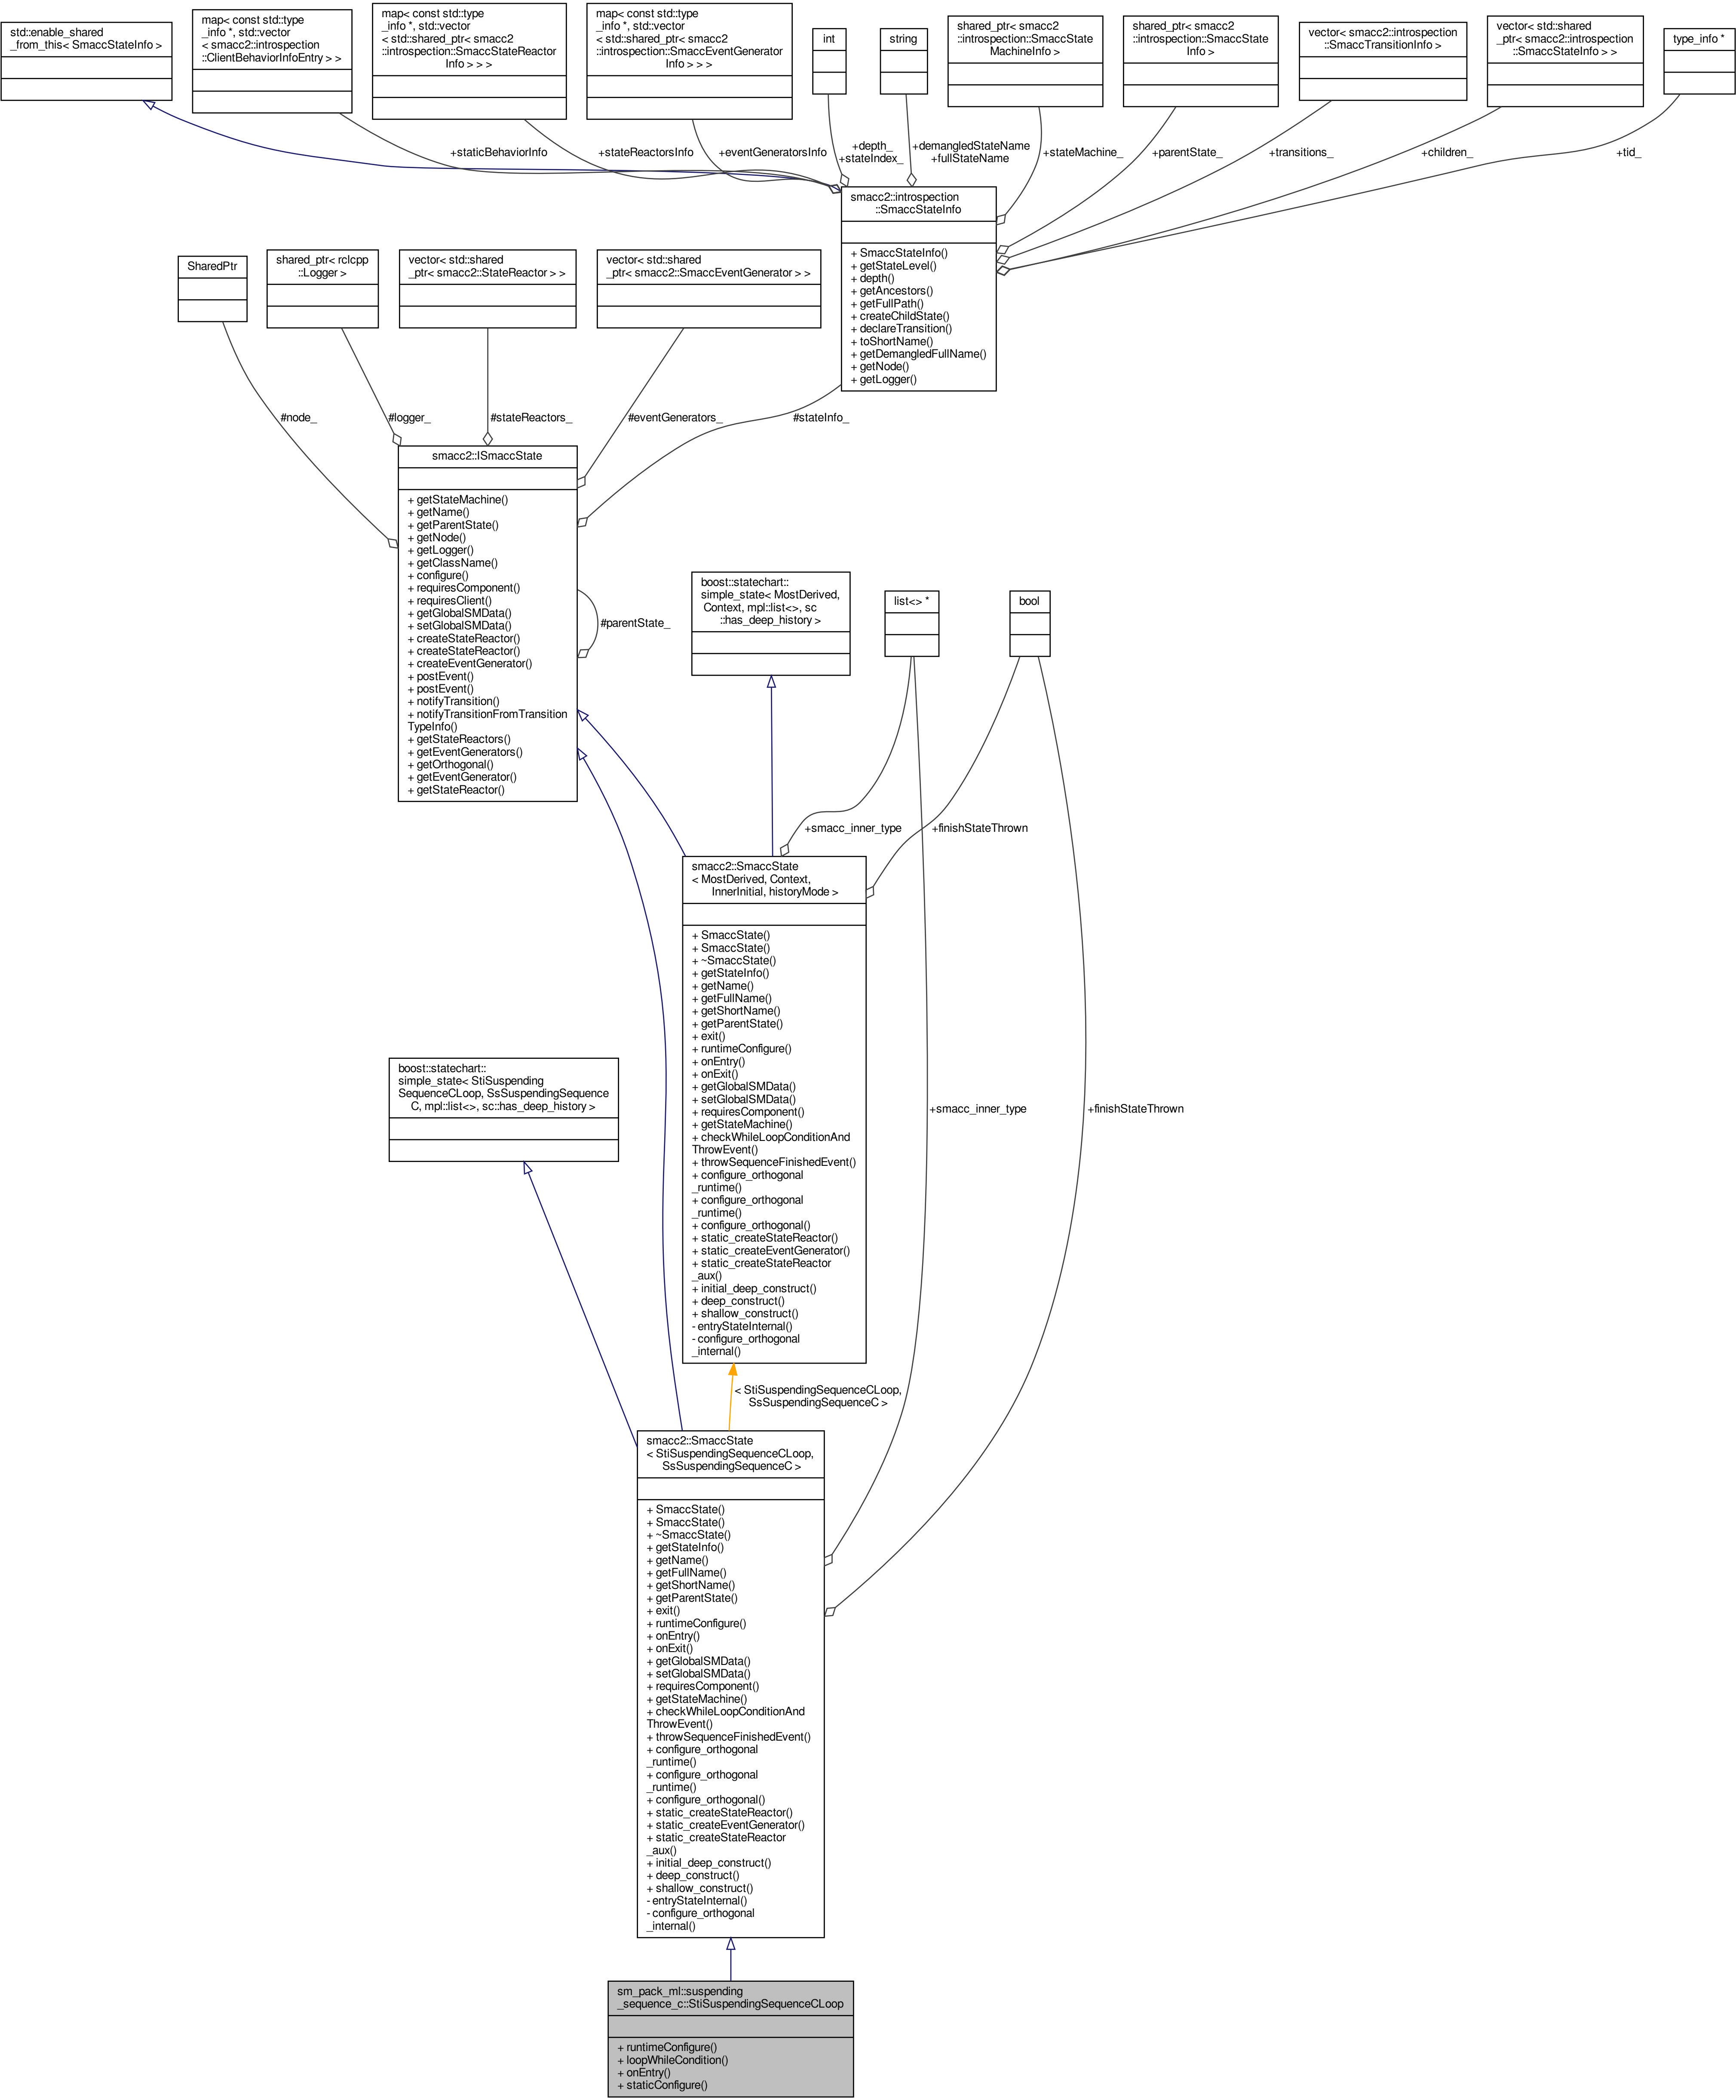 std::enable_shared
_from_this< SmaccStateInfo >
map< const std::type
_info *, std::vector
< smacc2::introspection
::ClientBehaviorInfoEntry > >
map< const std::type
_info *, std::vector
< std::shared_ptr< smacc2
::introspection::SmaccStateReactor
Info > > >
map< const std::type
_info *, std::vector
< std::shared_ptr< smacc2
::introspection::SmaccEventGenerator
Info > > >
int
string
shared_ptr< smacc2
::introspection::SmaccState
MachineInfo >
shared_ptr< smacc2
::introspection::SmaccState
Info >
vector< smacc2::introspection
::SmaccTransitionInfo >
vector< std::shared
_ptr< smacc2::introspection
::SmaccStateInfo > >
type_info *
+staticBehaviorInfo
+stateReactorsInfo
+eventGeneratorsInfo
+depth_
+stateIndex_
+demangledStateName
+fullStateName
+stateMachine_
+parentState_
+transitions_
+children_
+tid_
smacc2::introspection
::SmaccStateInfo
+ SmaccStateInfo()
+ getStateLevel()
+ depth()
+ getAncestors()
+ getFullPath()
+ createChildState()
+ declareTransition()
+ toShortName()
+ getDemangledFullName()
+ getNode()
+ getLogger()
SharedPtr
shared_ptr< rclcpp
::Logger >
vector< std::shared
_ptr< smacc2::StateReactor > >
vector< std::shared
_ptr< smacc2::SmaccEventGenerator > >
#node_
#logger_
#stateReactors_
#eventGenerators_
#stateInfo_
smacc2::ISmaccState
+ getStateMachine()
+ getName()
+ getParentState()
+ getNode()
+ getLogger()
+ getClassName()
+ configure()
+ requiresComponent()
+ requiresClient()
+ getGlobalSMData()
+ setGlobalSMData()
+ createStateReactor()
+ createStateReactor()
+ createEventGenerator()
+ postEvent()
+ postEvent()
+ notifyTransition()
+ notifyTransitionFromTransition
TypeInfo()
+ getStateReactors()
+ getEventGenerators()
+ getOrthogonal()
+ getEventGenerator()
+ getStateReactor()
#parentState_
boost::statechart::
simple_state< MostDerived,
Context, mpl::list<>, sc
::has_deep_history >
list<> *
bool
+smacc_inner_type
+finishStateThrown
smacc2::SmaccState
< MostDerived, Context,
InnerInitial, historyMode >
+ SmaccState()
+ SmaccState()
+ ~SmaccState()
+ getStateInfo()
+ getName()
+ getFullName()
+ getShortName()
+ getParentState()
+ exit()
+ runtimeConfigure()
+ onEntry()
+ onExit()
+ getGlobalSMData()
+ setGlobalSMData()
+ requiresComponent()
+ getStateMachine()
+ checkWhileLoopConditionAnd
ThrowEvent()
+ throwSequenceFinishedEvent()
+ configure_orthogonal
_runtime()
+ configure_orthogonal
_runtime()
+ configure_orthogonal()
+ static_createStateReactor()
+ static_createEventGenerator()
+ static_createStateReactor
_aux()
+ initial_deep_construct()
+ deep_construct()
+ shallow_construct()
- entryStateInternal()
- configure_orthogonal
_internal()
boost::statechart::
simple_state< StiSuspending
SequenceCLoop, SsSuspendingSequence
C, mpl::list<>, sc::has_deep_history >
+smacc_inner_type
+finishStateThrown
< StiSuspendingSequenceCLoop,
SsSuspendingSequenceC >
smacc2::SmaccState
< StiSuspendingSequenceCLoop,
SsSuspendingSequenceC >
+ SmaccState()
+ SmaccState()
+ ~SmaccState()
+ getStateInfo()
+ getName()
+ getFullName()
+ getShortName()
+ getParentState()
+ exit()
+ runtimeConfigure()
+ onEntry()
+ onExit()
+ getGlobalSMData()
+ setGlobalSMData()
+ requiresComponent()
+ getStateMachine()
+ checkWhileLoopConditionAnd
ThrowEvent()
+ throwSequenceFinishedEvent()
+ configure_orthogonal
_runtime()
+ configure_orthogonal
_runtime()
+ configure_orthogonal()
+ static_createStateReactor()
+ static_createEventGenerator()
+ static_createStateReactor
_aux()
+ initial_deep_construct()
+ deep_construct()
+ shallow_construct()
- entryStateInternal()
- configure_orthogonal
_internal()
sm_pack_ml::suspending
_sequence_c::StiSuspendingSequenceCLoop
+ runtimeConfigure()
+ loopWhileCondition()
+ onEntry()
+ staticConfigure()